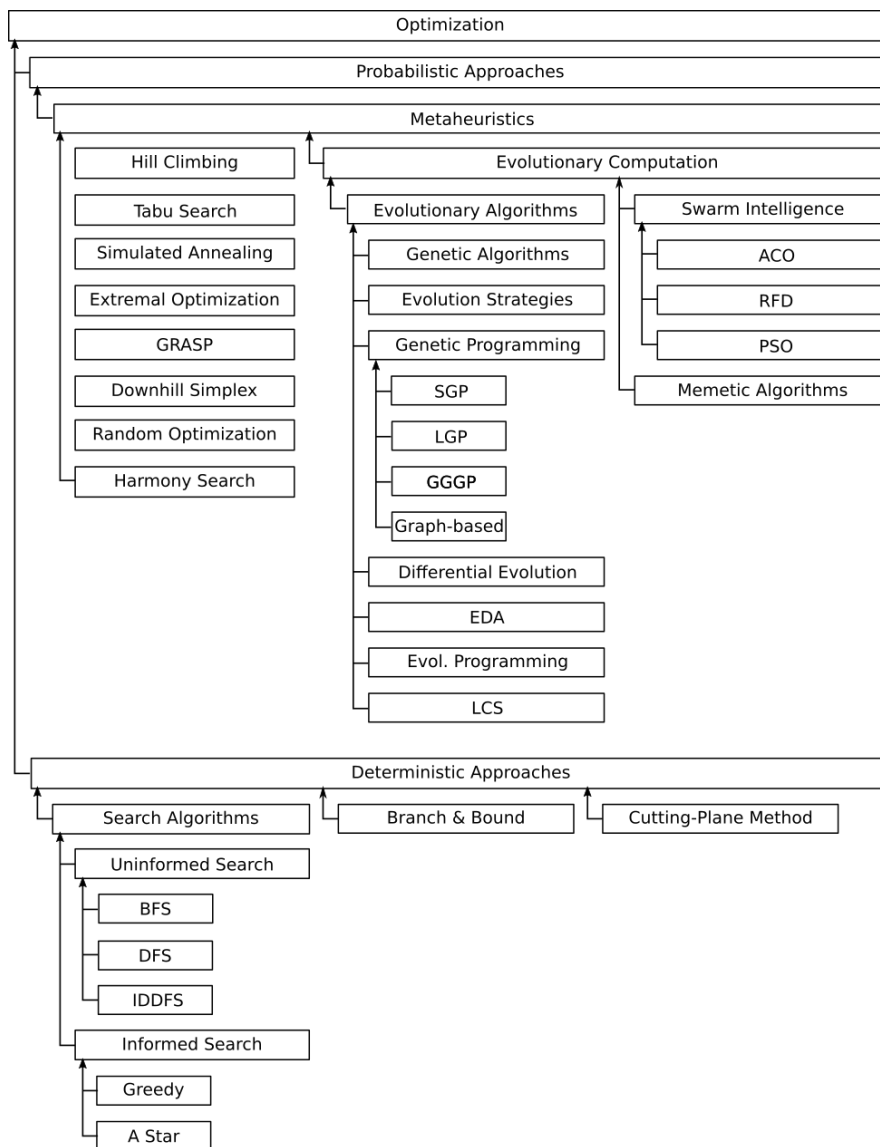 Optimization
Probabilistic Approaches
Metaheuristics
Hill Climbing
Evolutionary Computation
Tabu Search
Evolutionary Algorithms
Swarm Intelligence
Simulated Annealing
Genetic Algorithms
ACO
Extremal Optimization
Evolution Strategies
RFD
GRASP
Genetic Programming
PSO
Downhill Simplex
SGP
Memetic Algorithms
Random Optimization
LGP
Harmony Search
GGGP
Graph-based
Differential Evolution
EDA
Evol. Programming
LCS
Deterministic Approaches
Search Algorithms
Branch & Bound
Cutting-Plane Method
Uninformed Search
BFS
DFS
IDDFS
Informed Search
Greedy
A Star